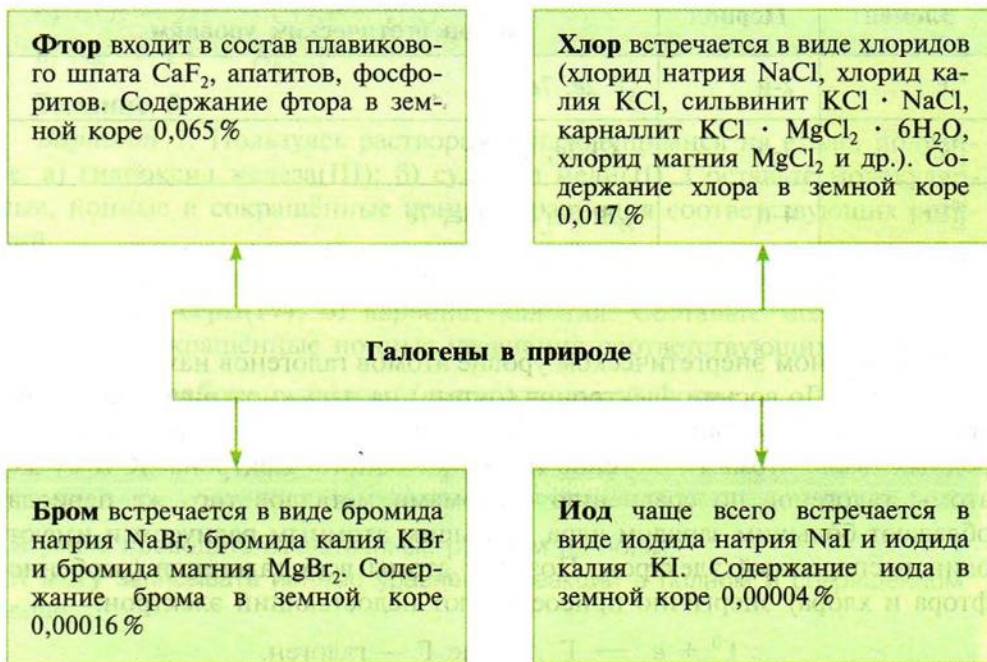 Фтор входит в состав плавиково-
го шпата CaF₂, апатитов, фосфо-
ритов. Содержание фтора в зем-
ной коре 0,065 %
Хлор встречается в виде хлоридов
(хлорид натрия NaCl, хлорид ка-
лия KCl, сильвинит KCl · NaCl,
карналлит KCl · MgCl₂ · 6H₂O,
хлорид магния MgCl₂ и др.). Со-
держание хлора в земной коре
0,017 %
Галогены в природе
Бром встречается в виде бромида
натрия NaBr, бромида калия KBr
и бромида магния MgBr₂. Содер-
жание брома в земной коре
0,00016 %
Иод чаще всего встречается в
виде иодида натрия NaI и иодида
калия KI. Содержание иода в
земной коре 0,00004 %